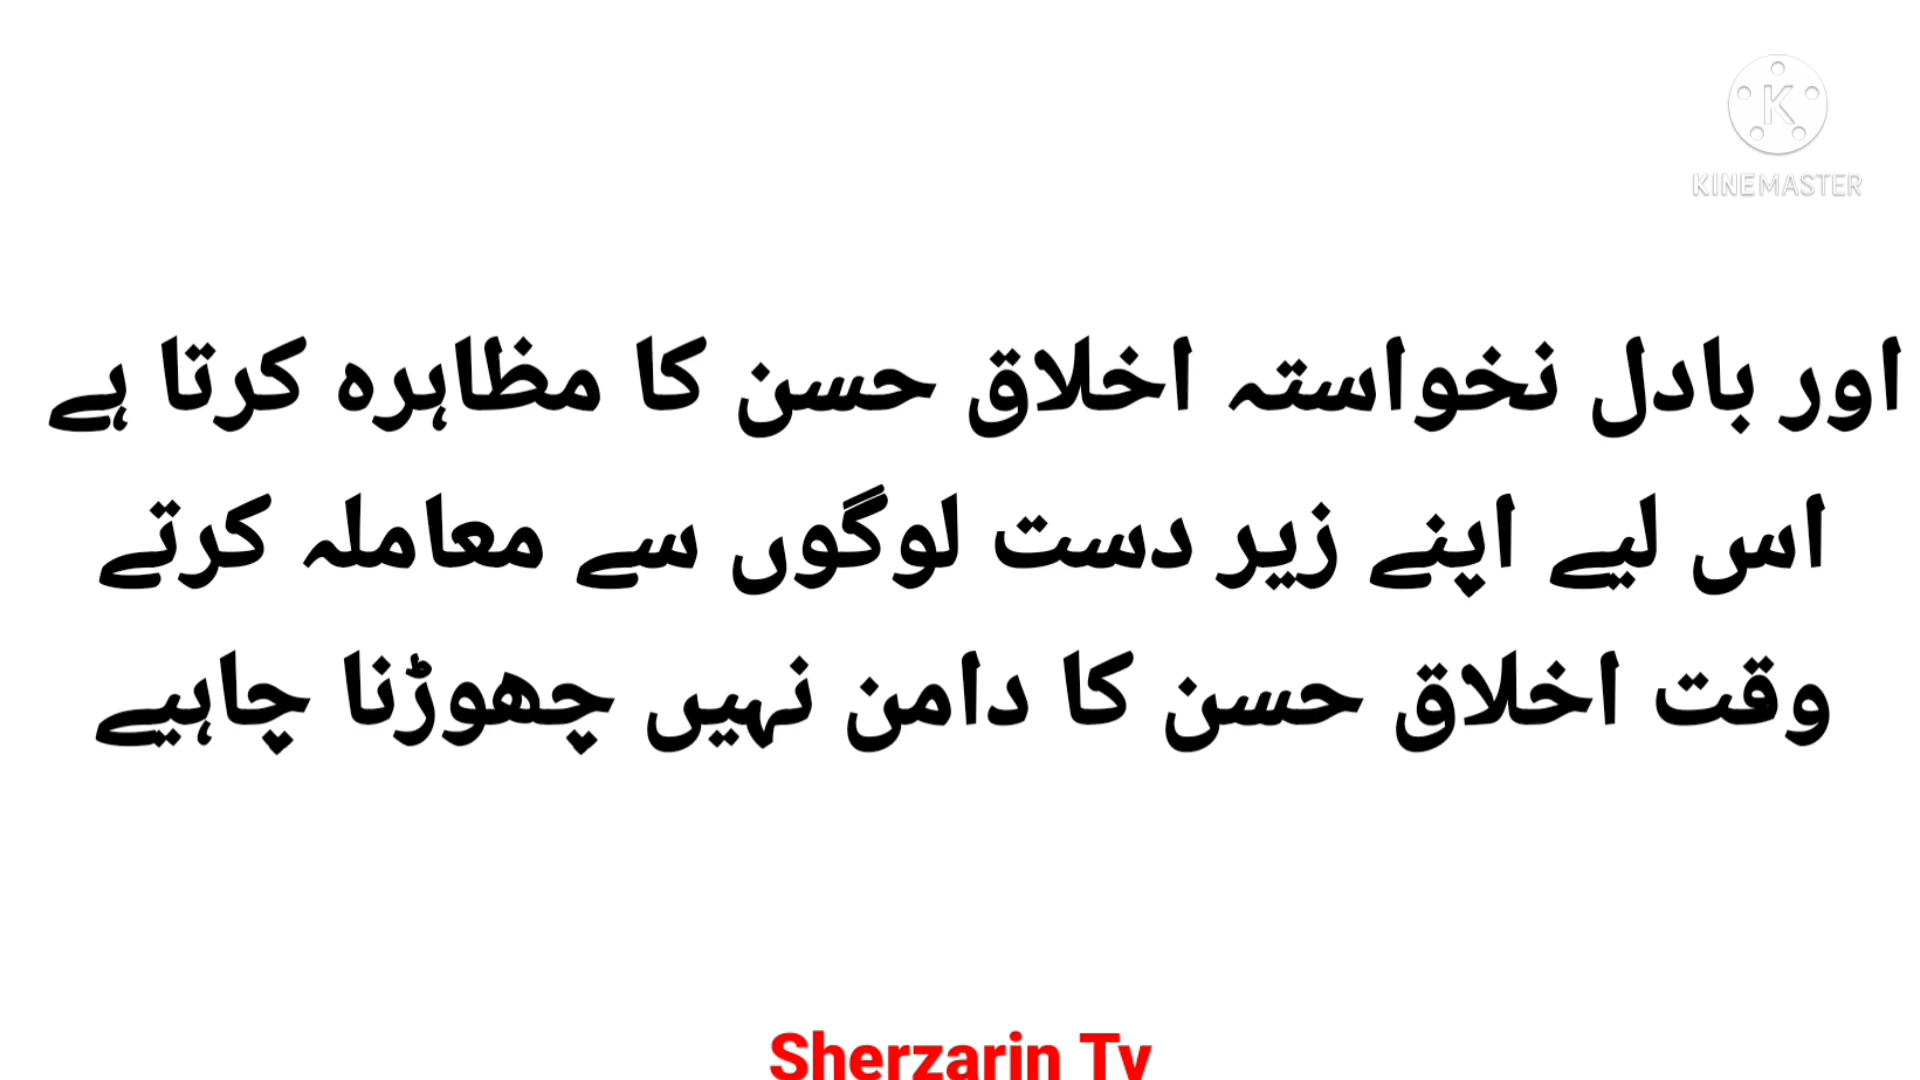 KINEMASTER
اور بادل نخواستہ اخلاق حسن کا مظاہرہ کرتا ہے
اس لیے اپنے زیر دست لوگوں سے معاملہ کرتے
وقت اخلاق حسن کا دامن نہیں چھوڑنا چاہیے
Sherzarin Tv